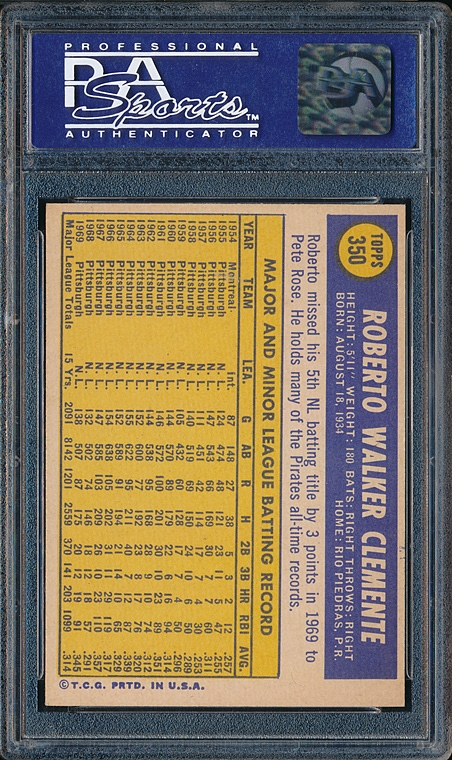 PROFESSIONAL
PSA
Sports™
AUTHENTICATOR
TOPPS
350
ROBERTO WALKER CLEMENTE
HEIGHT: 5'11" WEIGHT: 180 BATS: RIGHT THROWS: RIGHT
BORN: AUGUST 18, 1934 HOME: RIO PIEDRAS, P.R.
Roberto missed his 5th NL batting title by 3 points in 1969 to
Pete Rose. He holds many of the Pirates all-time records.
MAJOR AND MINOR LEAGUE BATTING RECORD
YEAR TEAM LEA. G AB R H 2B 3B HR RBI AVG.
1954 Montreal Int. 87 148 27 38 5 3 2 12 .257
1955 Pittsburgh N.L. 124 474 48 121 23 11 5 47 .255
1956 Pittsburgh N.L. 147 543 66 169 30 7 7 60 .311
1957 Pittsburgh N.L. 111 451 42 114 17 7 4 30 .253
1958 Pittsburgh N.L. 140 519 69 150 24 10 6 50 .289
1959 Pittsburgh N.L. 105 432 60 128 17 7 4 50 .296
1960 Pittsburgh N.L. 144 570 89 179 22 6 16 94 .314
1961 Pittsburgh N.L. 146 572 100 201 30 10 23 89 .351
1962 Pittsburgh N.L. 144 538 95 168 28 9 10 74 .312
1963 Pittsburgh N.L. 152 600 77 192 23 8 17 76 .320
1964 Pittsburgh N.L. 155 622 95 211 40 7 12 87 .339
1965 Pittsburgh N.L. 152 589 91 194 21 14 10 65 .329
1966 Pittsburgh N.L. 154 638 105 202 31 11 29 119 .317
1967 Pittsburgh N.L. 147 585 103 209 26 10 23 110 .357
1968 Pittsburgh N.L. 132 502 74 146 18 12 18 57 .291
1969 Pittsburgh N.L. 138 507 87 175 20 12 19 91 .345
Major League Totals 15 Yrs. 2091 8142 1201 2559 370 141 203 1099 .314
© T.C.G. PRTD. IN U.S.A.